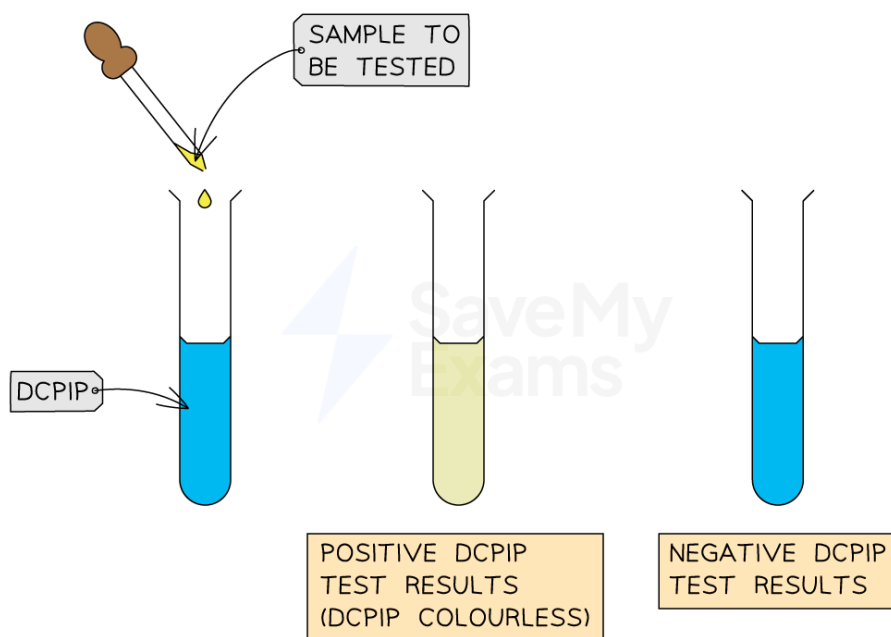 SAMPLE TO
BE TESTED
SaveMy
Exams
DCPIP
POSITIVE DCPIP
TEST RESULTS
(DCPIP COLOURLESS)
NEGATIVE DCPIP
TEST RESULTS